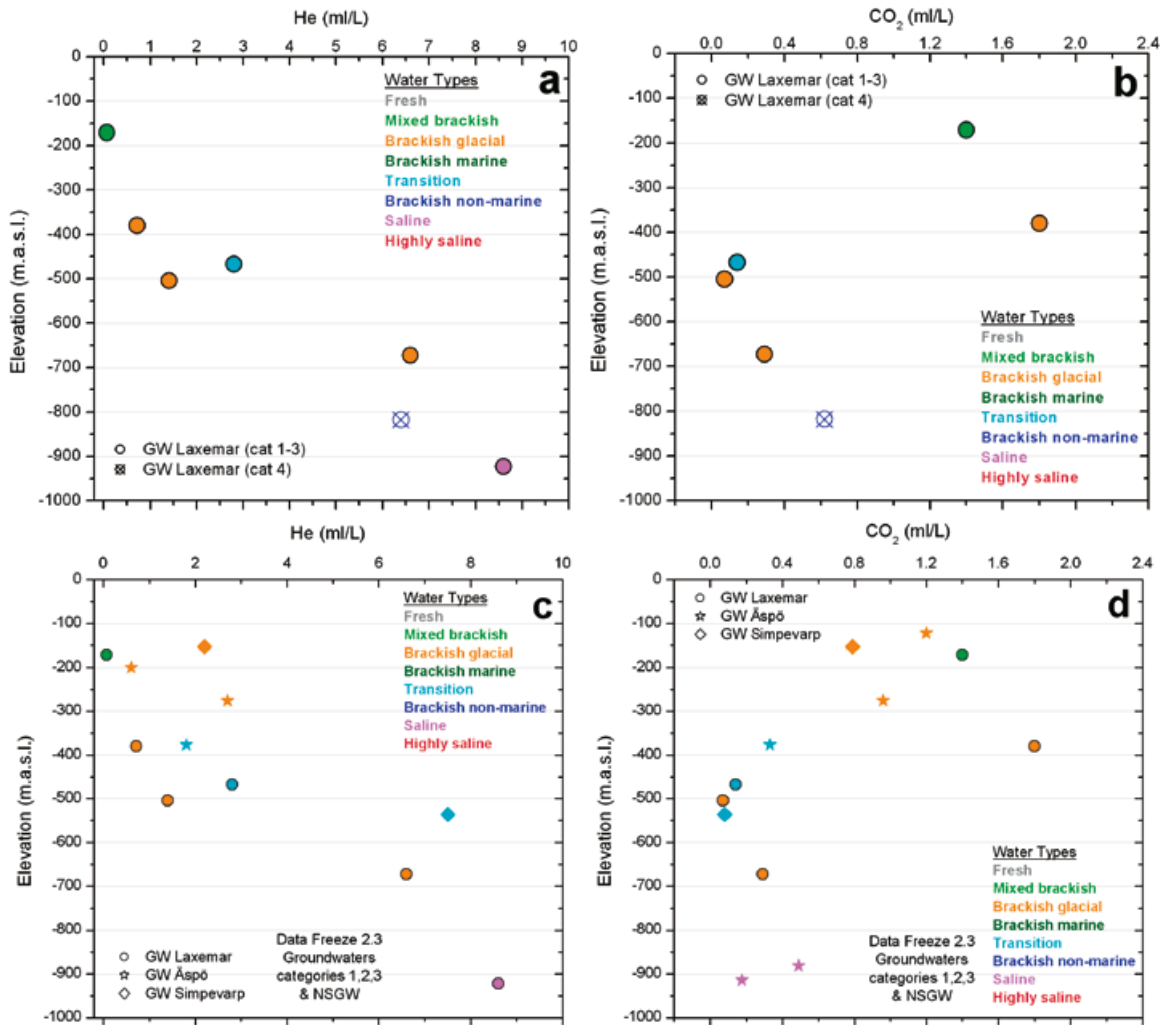 He (ml/L)
0 1 2 3 4 5 6 7 8 9 10
0
-100
-200
-300
-400
-500
-600
-700
-800
-900
-1000
Elevation (m.a.s.l.)
a
Water Types
Fresh
Mixed brackish
Brackish glacial
Brackish marine
Transition
Brackish non-marine
Saline
Highly saline
GW Laxemar (cat 1-3)
GW Laxemar (cat 4)
CO2 (ml/L)
0.0 0.4 0.8 1.2 1.6 2.0 2.4
0
-100
-200
-300
-400
-500
-600
-700
-800
-900
-1000
Elevation (m.a.s.l.)
b
GW Laxemar (cat 1-3)
GW Laxemar (cat 4)
Water Types
Fresh
Mixed brackish
Brackish glacial
Brackish marine
Transition
Brackish non-marine
Saline
Highly saline
He (ml/L)
0 2 4 6 8 10
0
-100
-200
-300
-400
-500
-600
-700
-800
-900
-1000
Elevation (m.a.s.l.)
c
Water Types
Fresh
Mixed brackish
Brackish glacial
Brackish marine
Transition
Brackish non-marine
Saline
Highly saline
GW Laxemar
GW Äspö
GW Simpevarp
Data Freeze 2.3
Groundwaters
categories 1,2,3
& NSGW
CO2 (ml/L)
0.0 0.4 0.8 1.2 1.6 2.0 2.4
0
-100
-200
-300
-400
-500
-600
-700
-800
-900
-1000
Elevation (m.a.s.l.)
d
GW Laxemar
GW Äspö
GW Simpevarp
Data Freeze 2.3
Groundwaters
categories 1,2,3
& NSGW
Water Types
Fresh
Mixed brackish
Brackish glacial
Brackish marine
Transition
Brackish non-marine
Saline
Highly saline